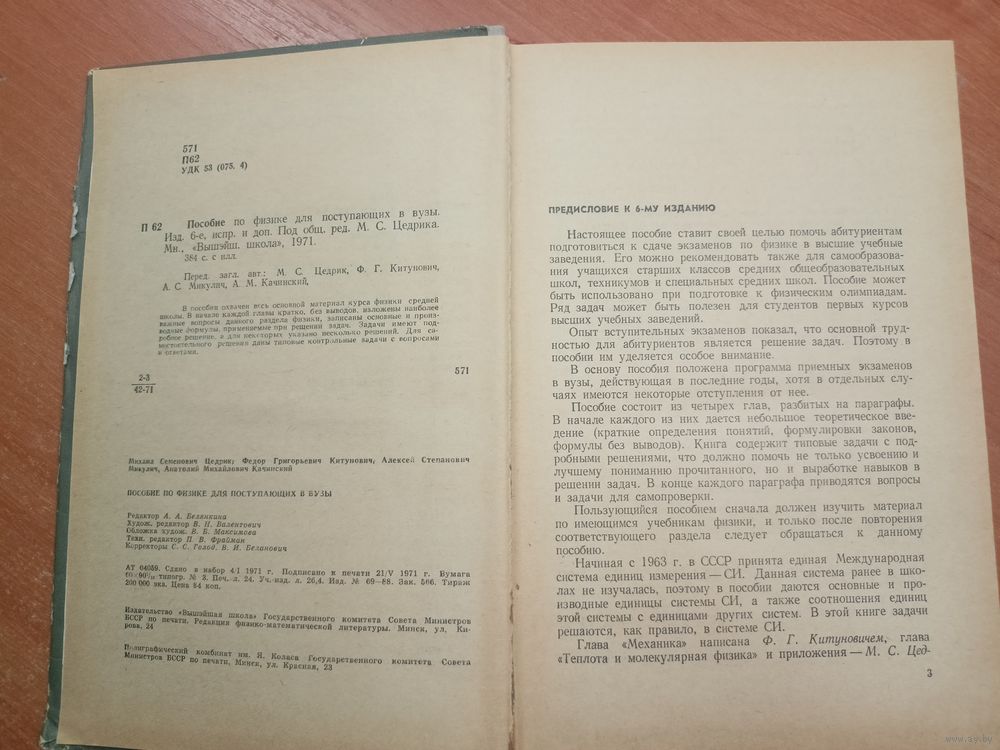 571
П62
УДК 53 (075. 4)
П 62 Пособие по физике для поступающих в вузы.
Изд. 6-е, испр. и доп. Под общ. ред. М. С. Цедрика.
Мн., «Вышэйш. школа», 1971.
384 с. с илл.
Перед. загл. авт.: М. С. Цедрик, Ф. Г. Китунович,
А. С. Микулич, А. М. Качинский.
В пособии охвачен весь основной материал курса физики средней
школы. В начале каждой главы кратко, без выводов, изложены наиболее
важные вопросы данного раздела физики, записаны основные и произ-
водные формулы, применяемые при решении задач. Задачи имеют под-
робное решение, а для некоторых указано несколько решений. Для са-
мостоятельного решения даны типовые контрольные задачи с вопросами
и ответами.
2-3
42-71
571
Михаил Семенович Цедрик, Федор Григорьевич Китунович, Алексей Степанович
Микулич, Анатолий Михайлович Качинский
ПОСОБИЕ ПО ФИЗИКЕ ДЛЯ ПОСТУПАЮЩИХ В ВУЗЫ
Редактор А. А. Белянкина
Худож. редактор В. Н. Валентович
Обложка худож. В. Б. Максимова
Техн. редактор П. В. Фрайман
Корректоры С. С. Голод, В. И. Беланович
АТ 04059. Сдано в набор 4/I 1971 г. Подписано к печати 21/V 1971 г. Бумага
60×90¹/₁₆ типогр. № 3. Печ. л. 24. Уч.-изд. л. 26,4. Изд. № 69—88. Зак. 566. Тираж
200 000 экз. Цена 84 коп.
Издательство «Вышэйшая школа» Государственного комитета Совета Министров
БССР по печати. Редакция физико-математической литературы. Минск, ул. Ки-
рова, 24
Полиграфический комбинат им. Я. Коласа Государственного комитета Совета
Министров БССР по печати, Минск, ул. Красная, 23
ПРЕДИСЛОВИЕ К 6-МУ ИЗДАНИЮ
Настоящее пособие ставит своей целью помочь абитуриентам
подготовиться к сдаче экзаменов по физике в высшие учебные
заведения. Его можно рекомендовать также для самообразова-
ния учащихся старших классов средних общеобразовательных
школ, техникумов и специальных средних школ. Пособие может
быть использовано при подготовке к физическим олимпиадам.
Ряд задач может быть полезен для студентов первых курсов
высших учебных заведений.
Опыт вступительных экзаменов показал, что основной труд-
ностью для абитуриентов является решение задач. Поэтому в
пособии им уделяется особое внимание.
В основу пособия положена программа приемных экзаменов
в вузы, действующая в последние годы, хотя в отдельных слу-
чаях имеются некоторые отступления от нее.
Пособие состоит из четырех глав, разбитых на параграфы.
В начале каждого из них дается небольшое теоретическое вве-
дение (краткие определения понятий, формулировки законов,
формулы без выводов). Книга содержит типовые задачи с под-
робными решениями, что должно помочь не только усвоению и
лучшему пониманию прочитанного, но и выработке навыков в
решении задач. В конце каждого параграфа приводятся вопросы
и задачи для самопроверки.
Пользующийся пособием сначала должен изучить материал
по имеющимся учебникам физики, и только после повторения
соответствующего раздела следует обращаться к данному
пособию.
Начиная с 1963 г. в СССР принята единая Международная
система единиц измерения — СИ. Данная система ранее в шко-
лах не изучалась, поэтому в пособии даются основные и про-
изводные единицы системы СИ, а также соотношения единиц
этой системы с единицами других систем. В этой книге задачи
решаются, как правило, в системе СИ.
Глава «Механика» написана Ф. Г. Китуновичем, глава
«Теплота и молекулярная физика» и приложения — М. С. Цед-
3
www.ay.by